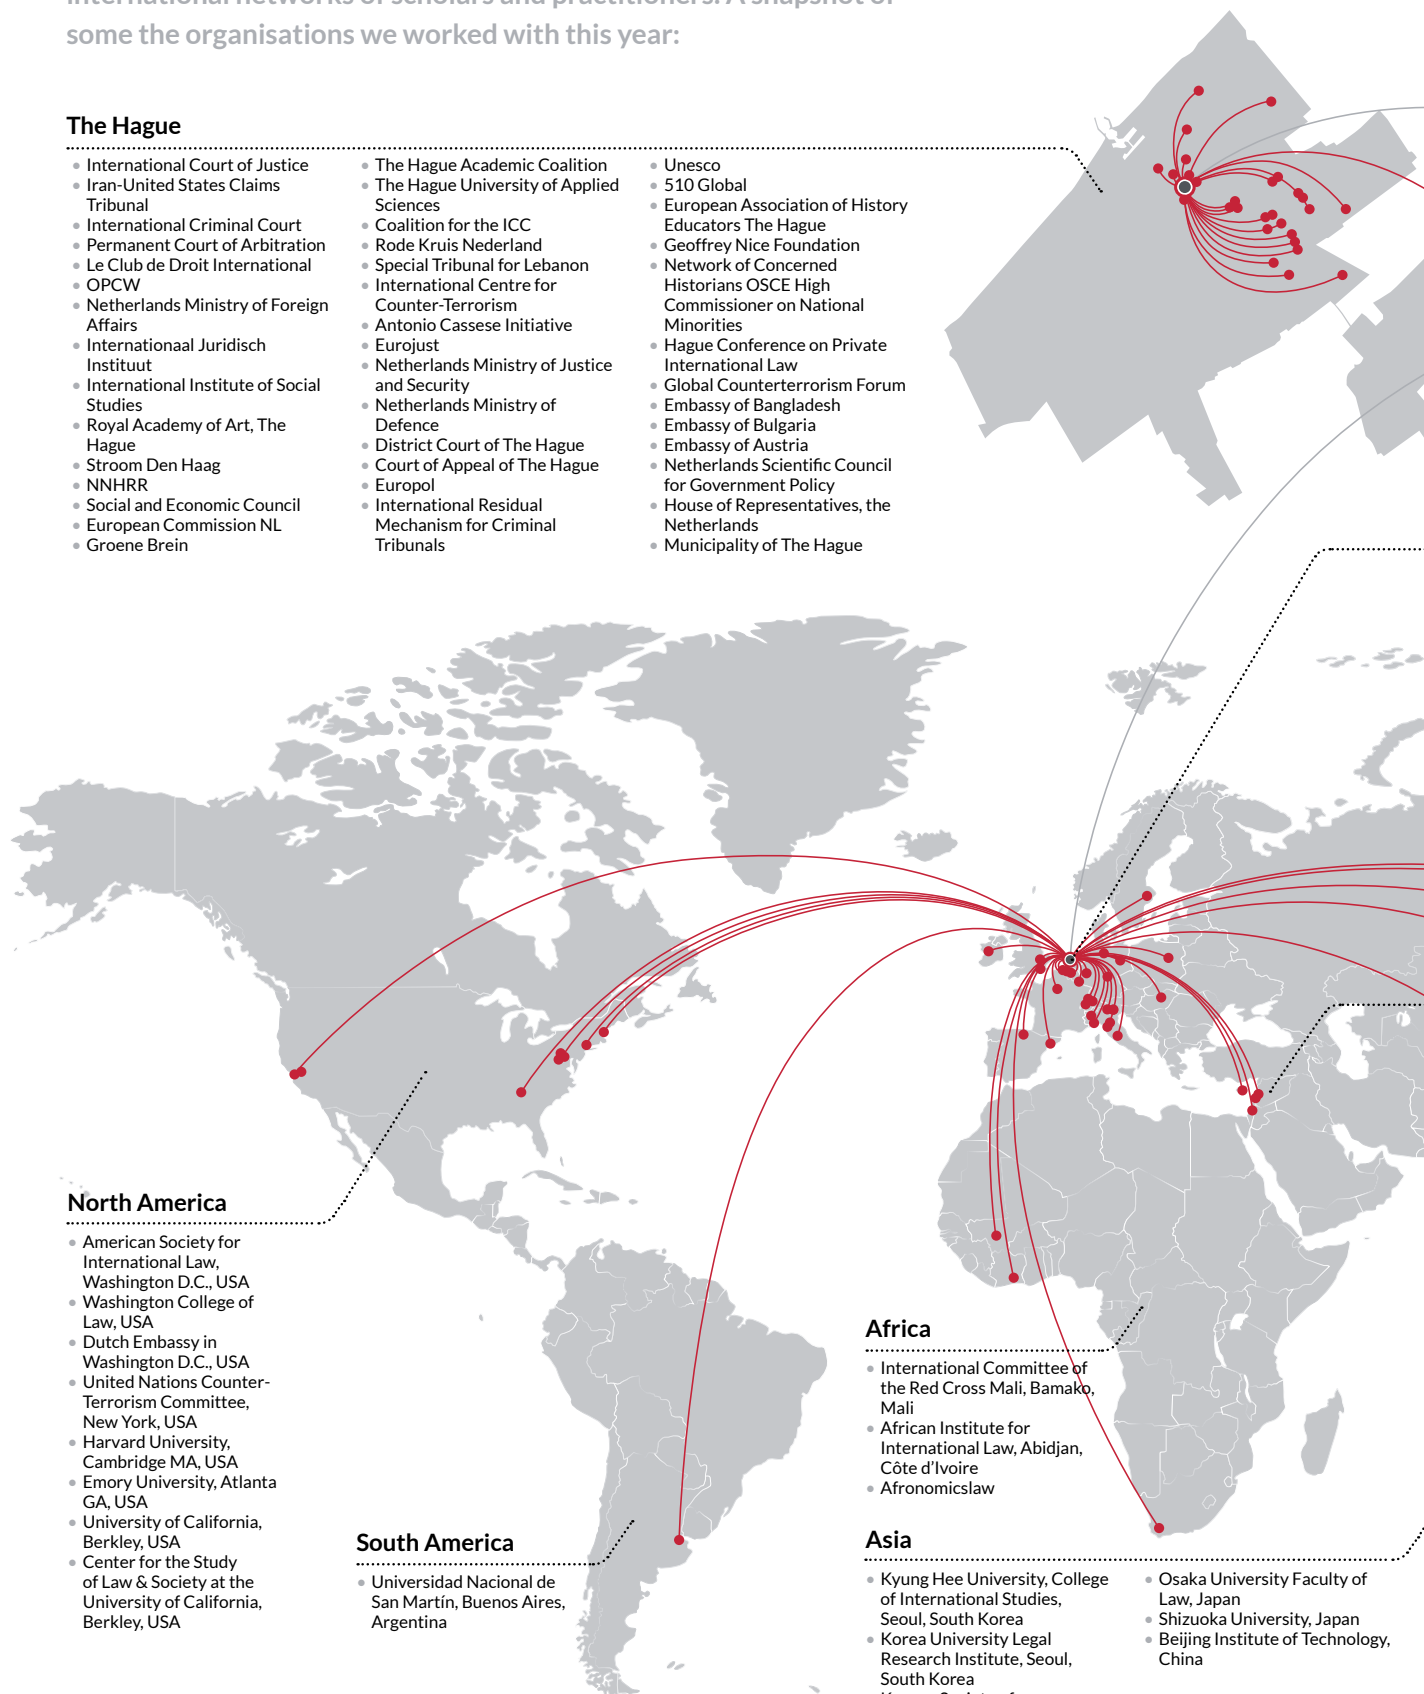 international networks of scholars and practitioners. A snapshot of
some the organisations we worked with this year:
The Hague
International Court of Justice
Iran-United States Claims
Tribunal
International Criminal Court
Permanent Court of Arbitration
Le Club de Droit International
OPCW
Netherlands Ministry of Foreign
Affairs
Internationaal Juridisch
Instituut
International Institute of Social
Studies
Royal Academy of Art, The
Hague
Stroom Den Haag
NNHRR
Social and Economic Council
European Commission NL
Groene Brein
The Hague Academic Coalition
The Hague University of Applied
Sciences
Coalition for the ICC
Rode Kruis Nederland
Special Tribunal for Lebanon
International Centre for
Counter-Terrorism
Antonio Cassese Initiative
Eurojust
Netherlands Ministry of Justice
and Security
Netherlands Ministry of
Defence
District Court of The Hague
Court of Appeal of The Hague
Europol
International Residual
Mechanism for Criminal
Tribunals
Unesco
510 Global
European Association of History
Educators The Hague
Geoffrey Nice Foundation
Network of Concerned
Historians OSCE High
Commissioner on National
Minorities
Hague Conference on Private
International Law
Global Counterterrorism Forum
Embassy of Bangladesh
Embassy of Bulgaria
Embassy of Austria
Netherlands Scientific Council
for Government Policy
House of Representatives, the
Netherlands
Municipality of The Hague
North America
American Society for
International Law,
Washington D.C., USA
Washington College of
Law, USA
Dutch Embassy in
Washington D.C., USA
United Nations Counter-
Terrorism Committee,
New York, USA
Harvard University,
Cambridge MA, USA
Emory University, Atlanta
GA, USA
University of California,
Berkley, USA
Center for the Study
of Law & Society at the
University of California,
Berkley, USA
South America
Universidad Nacional de
San Martín, Buenos Aires,
Argentina
Africa
International Committee of
the Red Cross Mali, Bamako,
Mali
African Institute for
International Law, Abidjan,
Côte d'Ivoire
Afronomicslaw
Asia
Kyung Hee University, College
of International Studies,
Seoul, South Korea
Korea University Legal
Research Institute, Seoul,
South Korea
Osaka University Faculty of
Law, Japan
Shizuoka University, Japan
Beijing Institute of Technology,
China